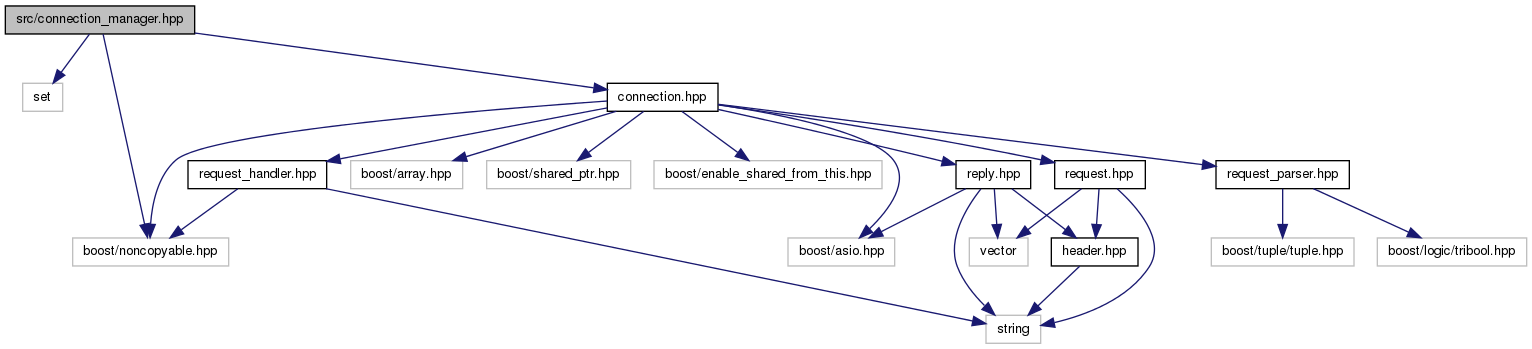 src/connection_manager.hpp
set
connection.hpp
request_handler.hpp
boost/array.hpp
boost/shared_ptr.hpp
boost/enable_shared_from_this.hpp
reply.hpp
request.hpp
request_parser.hpp
boost/noncopyable.hpp
boost/asio.hpp
vector
header.hpp
boost/tuple/tuple.hpp
boost/logic/tribool.hpp
string